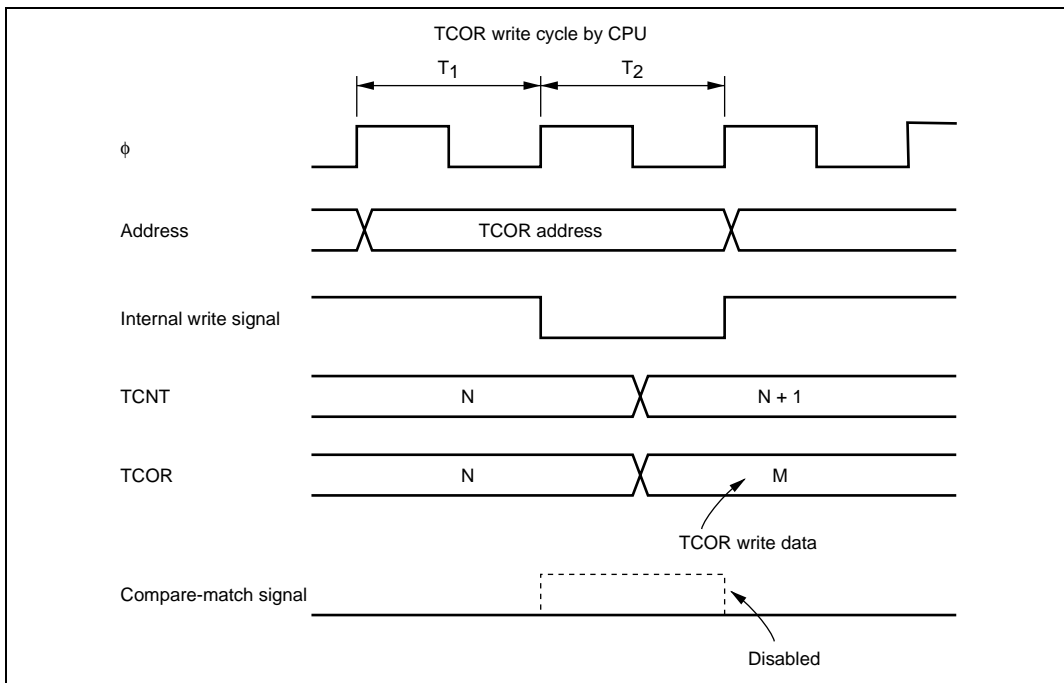 TCOR write cycle by CPU
T1 T2
ϕ
Address TCOR address
Internal write signal
TCNT N N + 1
TCOR N M
TCOR write data
Compare-match signal
Disabled